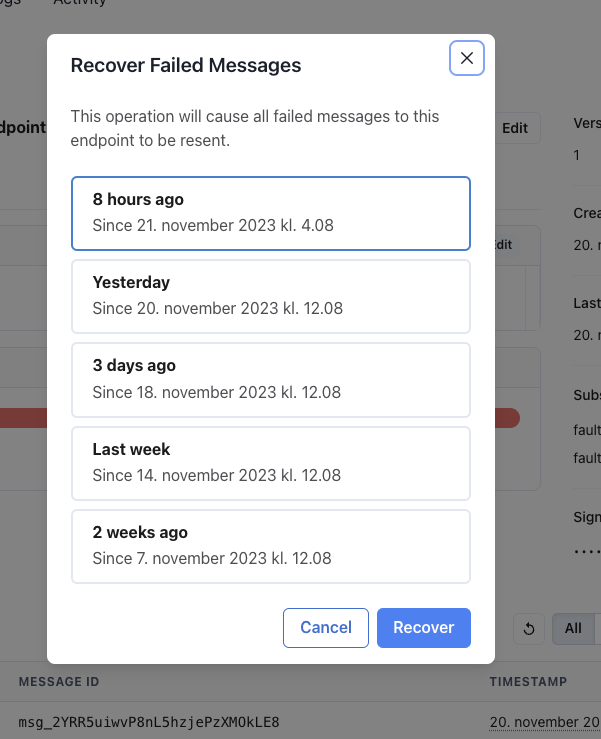 Activity
Recover Failed Messages
This operation will cause all failed messages to this
endpoint to be resent.
Edit
Vers
1
8 hours ago
Since 21. november 2023 kl. 4.08
Crea
20. n
Yesterday
Since 20. november 2023 kl. 12.08
Last
20. n
3 days ago
Since 18. november 2023 kl. 12.08
Subs
fault
fault
Last week
Since 14. november 2023 kl. 12.08
2 weeks ago
Since 7. november 2023 kl. 12.08
Sign
Cancel
Recover
All
MESSAGE ID
TIMESTAMP
msg_2YRR5uiwvP8nL5hzjePzXMOkLE8
20. november 20